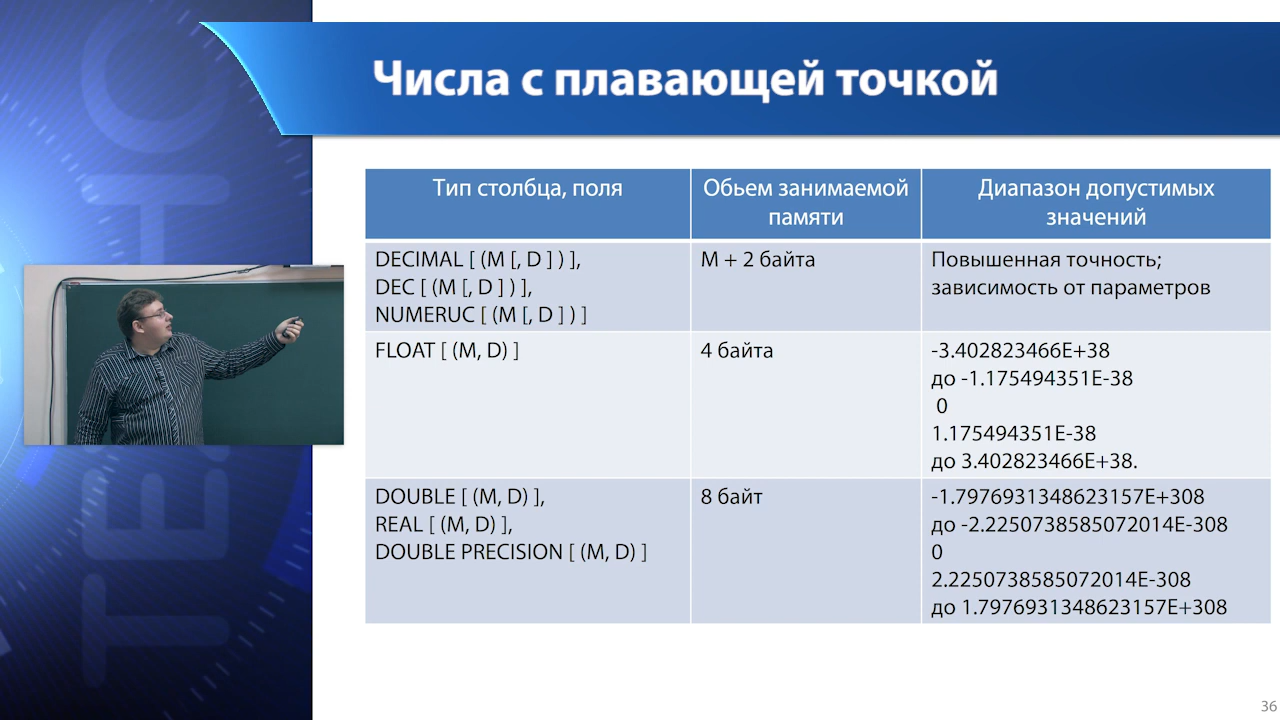 Числа с плавающей точкой
Тип столбца, поля
Обьем занимаемой
памяти
Диапазон допустимых
значений
DECIMAL [ (M [, D ] ) ],
DEC [ (M [, D ] ) ],
NUMERUC [ (M [, D ] ) ]
M + 2 байта
Повышенная точность;
зависимость от параметров
FLOAT [ (M, D) ]
4 байта
-3.402823466E+38
до -1.175494351E-38
0
1.175494351E-38
до 3.402823466E+38.
DOUBLE [ (M, D) ],
REAL [ (M, D) ],
DOUBLE PRECISION [ (M, D) ]
8 байт
-1.7976931348623157E+308
до -2.2250738585072014E-308
0
2.2250738585072014E-308
до 1.7976931348623157E+308
36